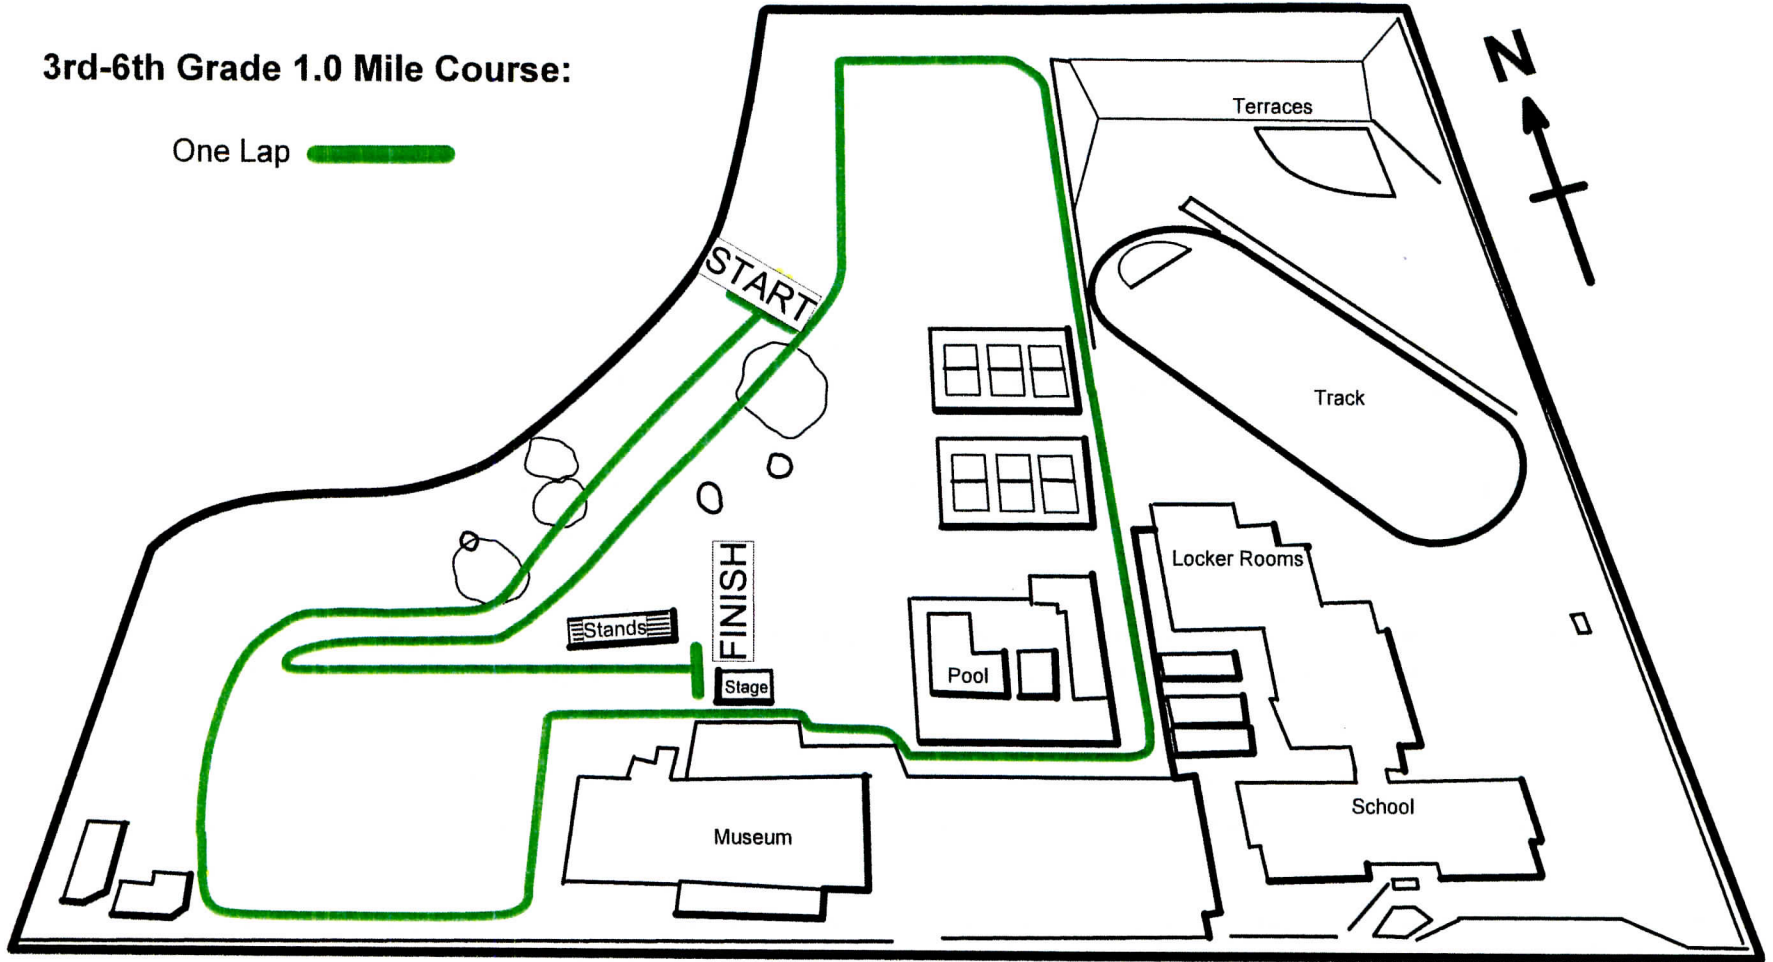 3rd-6th Grade 1.0 Mile Course:
One Lap
N
Terraces
START
Track
Locker Rooms
FINISH
Stands
Pool
Stage
School
Museum